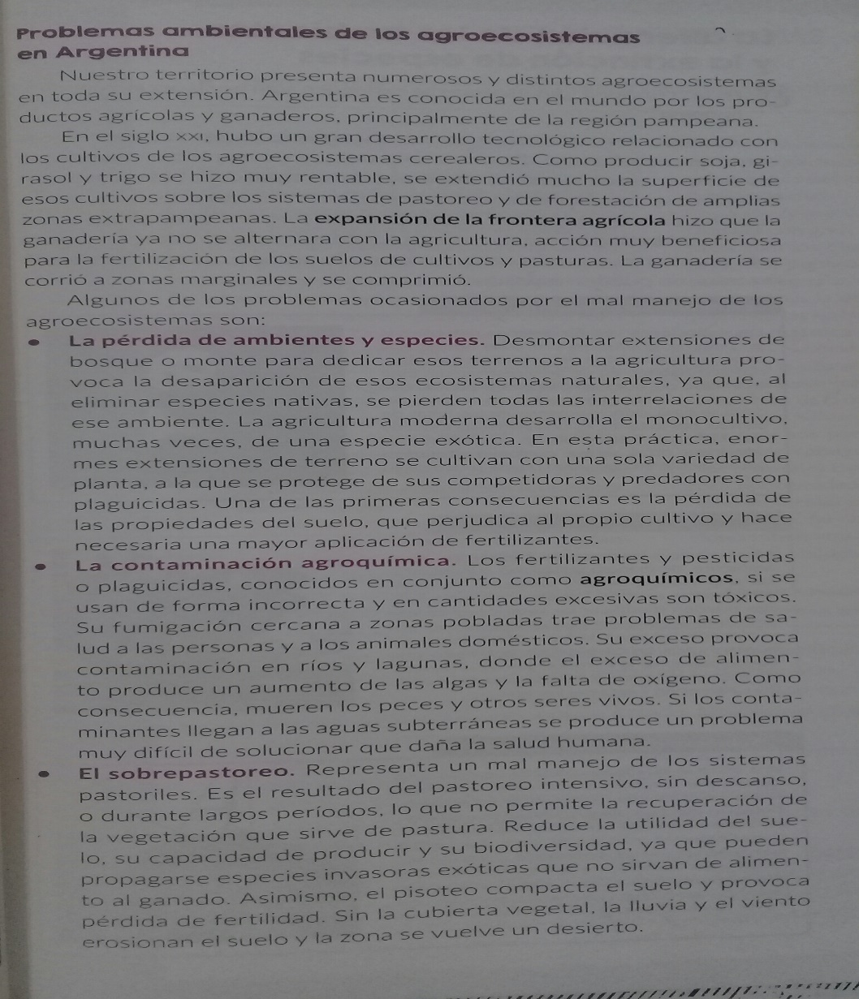 Problemas ambientales de los agroecosistemas
en Argentina
Nuestro territorio presenta numerosos y distintos agroecosistemas
en toda su extensión. Argentina es conocida en el mundo por los pro-
ductos agrícolas y ganaderos, principalmente de la región pampeana.
En el siglo XXI, hubo un gran desarrollo tecnológico relacionado con
los cultivos de los agroecosistemas cerealeros. Como producir soja, gi-
rasol y trigo se hizo muy rentable, se extendió mucho la superficie de
esos cultivos sobre los sistemas de pastoreo y de forestación de amplias
zonas extrapampeanas. La expansión de la frontera agrícola hizo que la
ganadería ya no se alternara con la agricultura, acción muy beneficiosa
para la fertilización de los suelos de cultivos y pasturas. La ganadería se
corrió a zonas marginales y se comprimió.
Algunos de los problemas ocasionados por el mal manejo de los
agroecosistemas son:
• La pérdida de ambientes y especies. Desmontar extensiones de
bosque o monte para dedicar esos terrenos a la agricultura pro-
voca la desaparición de esos ecosistemas naturales, ya que, al
eliminar especies nativas, se pierden todas las interrelaciones de
ese ambiente. La agricultura moderna desarrolla el monocultivo,
muchas veces, de una especie exótica. En esta práctica, enor-
mes extensiones de terreno se cultivan con una sola variedad de
planta, a la que se protege de sus competidoras y predadores con
plaguicidas. Una de las primeras consecuencias es la pérdida de
las propiedades del suelo, que perjudica al propio cultivo y hace
necesaria una mayor aplicación de fertilizantes.
• La contaminación agroquímica. Los fertilizantes y pesticidas
o plaguicidas, conocidos en conjunto como agroquímicos, si se
usan de forma incorrecta y en cantidades excesivas son tóxicos.
Su fumigación cercana a zonas pobladas trae problemas de sa-
lud a las personas y a los animales domésticos. Su exceso provoca
contaminación en ríos y lagunas, donde el exceso de alimen-
to produce un aumento de las algas y la falta de oxígeno. Como
consecuencia, mueren los peces y otros seres vivos. Si los conta-
minantes llegan a las aguas subterráneas se produce un problema
muy difícil de solucionar que daña la salud humana.
• El sobrepastoreo. Representa un mal manejo de los sistemas
pastoriles. Es el resultado del pastoreo intensivo, sin descanso,
o durante largos períodos, lo que no permite la recuperación de
la vegetación que sirve de pastura. Reduce la utilidad del sue-
lo, su capacidad de producir y su biodiversidad, ya que pueden
propagarse especies invasoras exóticas que no sirvan de alimen-
to al ganado. Asimismo, el pisoteo compacta el suelo y provoca
pérdida de fertilidad. Sin la cubierta vegetal, la lluvia y el viento
erosionan el suelo y la zona se vuelve un desierto.